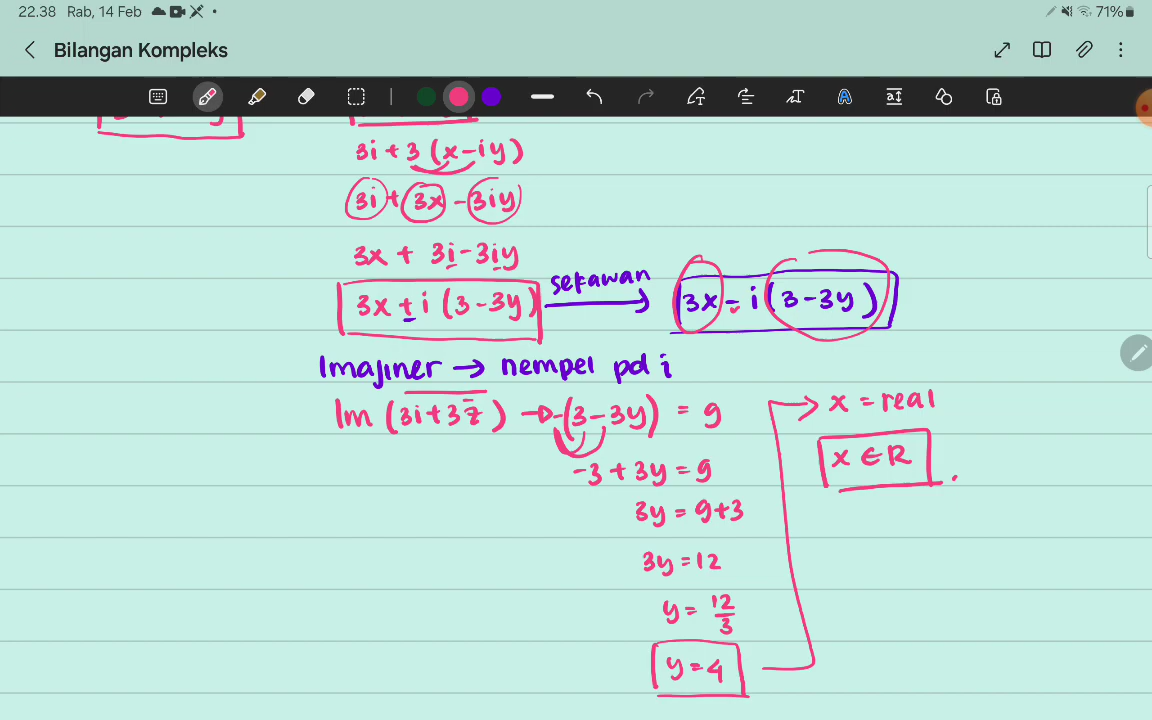 22.38 Rab, 14 Feb
71%
Bilangan Kompleks
3i + 3 (x - iy)
3i + 3x - 3iy
3x + 3i - 3iy
3x + i (3 - 3y) sekawan 3x - i (3 - 3y)
Imajiner → nempel pd i
Im (3i + 3z̄) → -(3 - 3y) = 9
-3 + 3y = 9
3y = 9 + 3
3y = 12
y = 12/3
y = 4
→ x = real
x ∈ R.